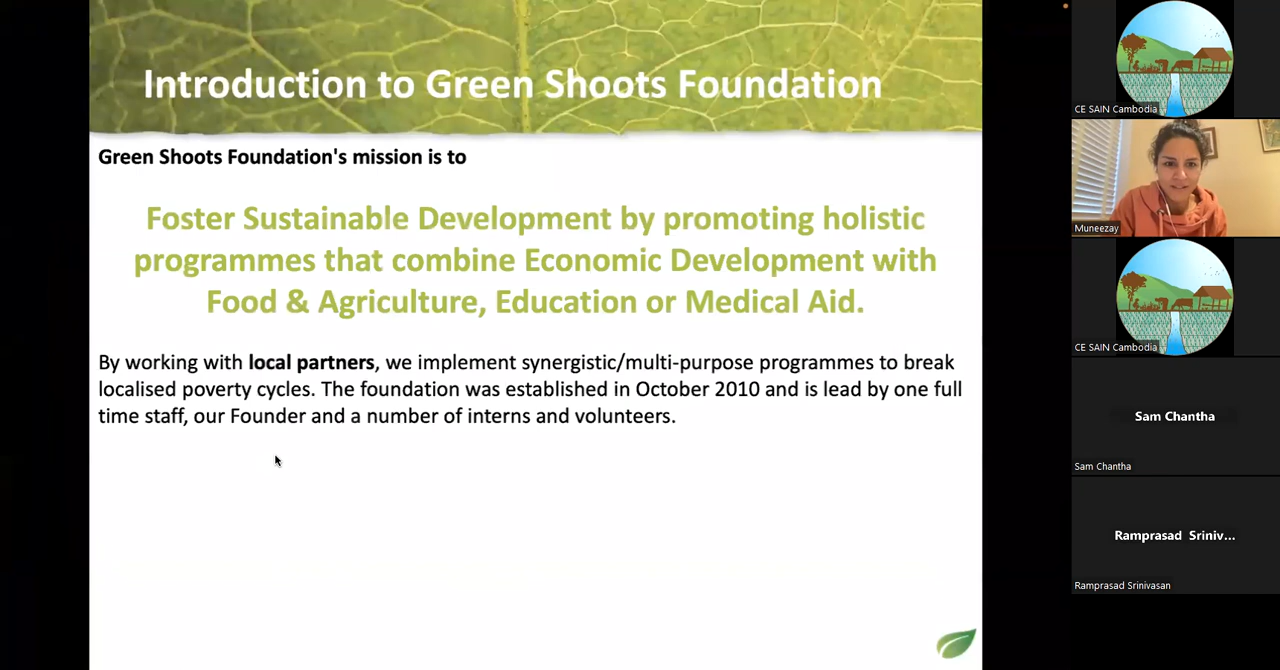 Introduction to Green Shoots Foundation
Green Shoots Foundation's mission is to
Foster Sustainable Development by promoting holistic
programmes that combine Economic Development with
Food & Agriculture, Education or Medical Aid.
By working with local partners, we implement synergistic/multi-purpose programmes to break
localised poverty cycles. The foundation was established in October 2010 and is lead by one full
time staff, our Founder and a number of interns and volunteers.
CE SAIN Cambodia
Muneezay
CE SAIN Cambodia
Sam Chantha
Sam Chantha
Ramprasad Sriniv...
Ramprasad Srinivasan